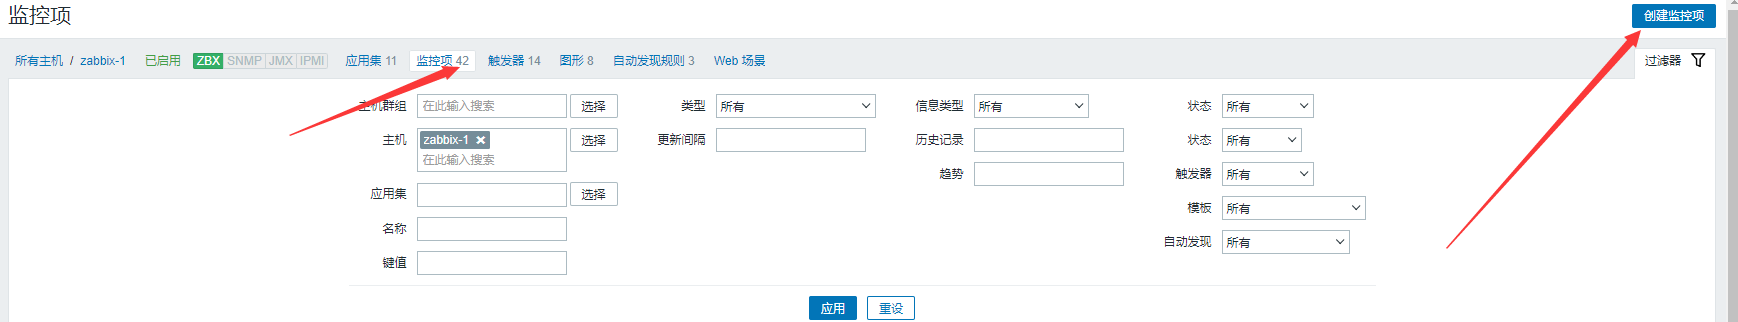 监控项
创建监控项
所有主机 / zabbix-1 已启用 ZBX SNMP JMX IPMI 应用集 11 监控项 42 触发器 14 图形 8 自动发现规则 3 Web 场景 过滤器
主机群组 在此输入搜索 选择 类型 所有 信息类型 所有 状态 所有
主机 zabbix-1 选择 更新间隔 历史记录 状态 所有
在此输入搜索
趋势 触发器 所有
应用集 选择
模板 所有
名称
自动发现 所有
键值
应用 重设